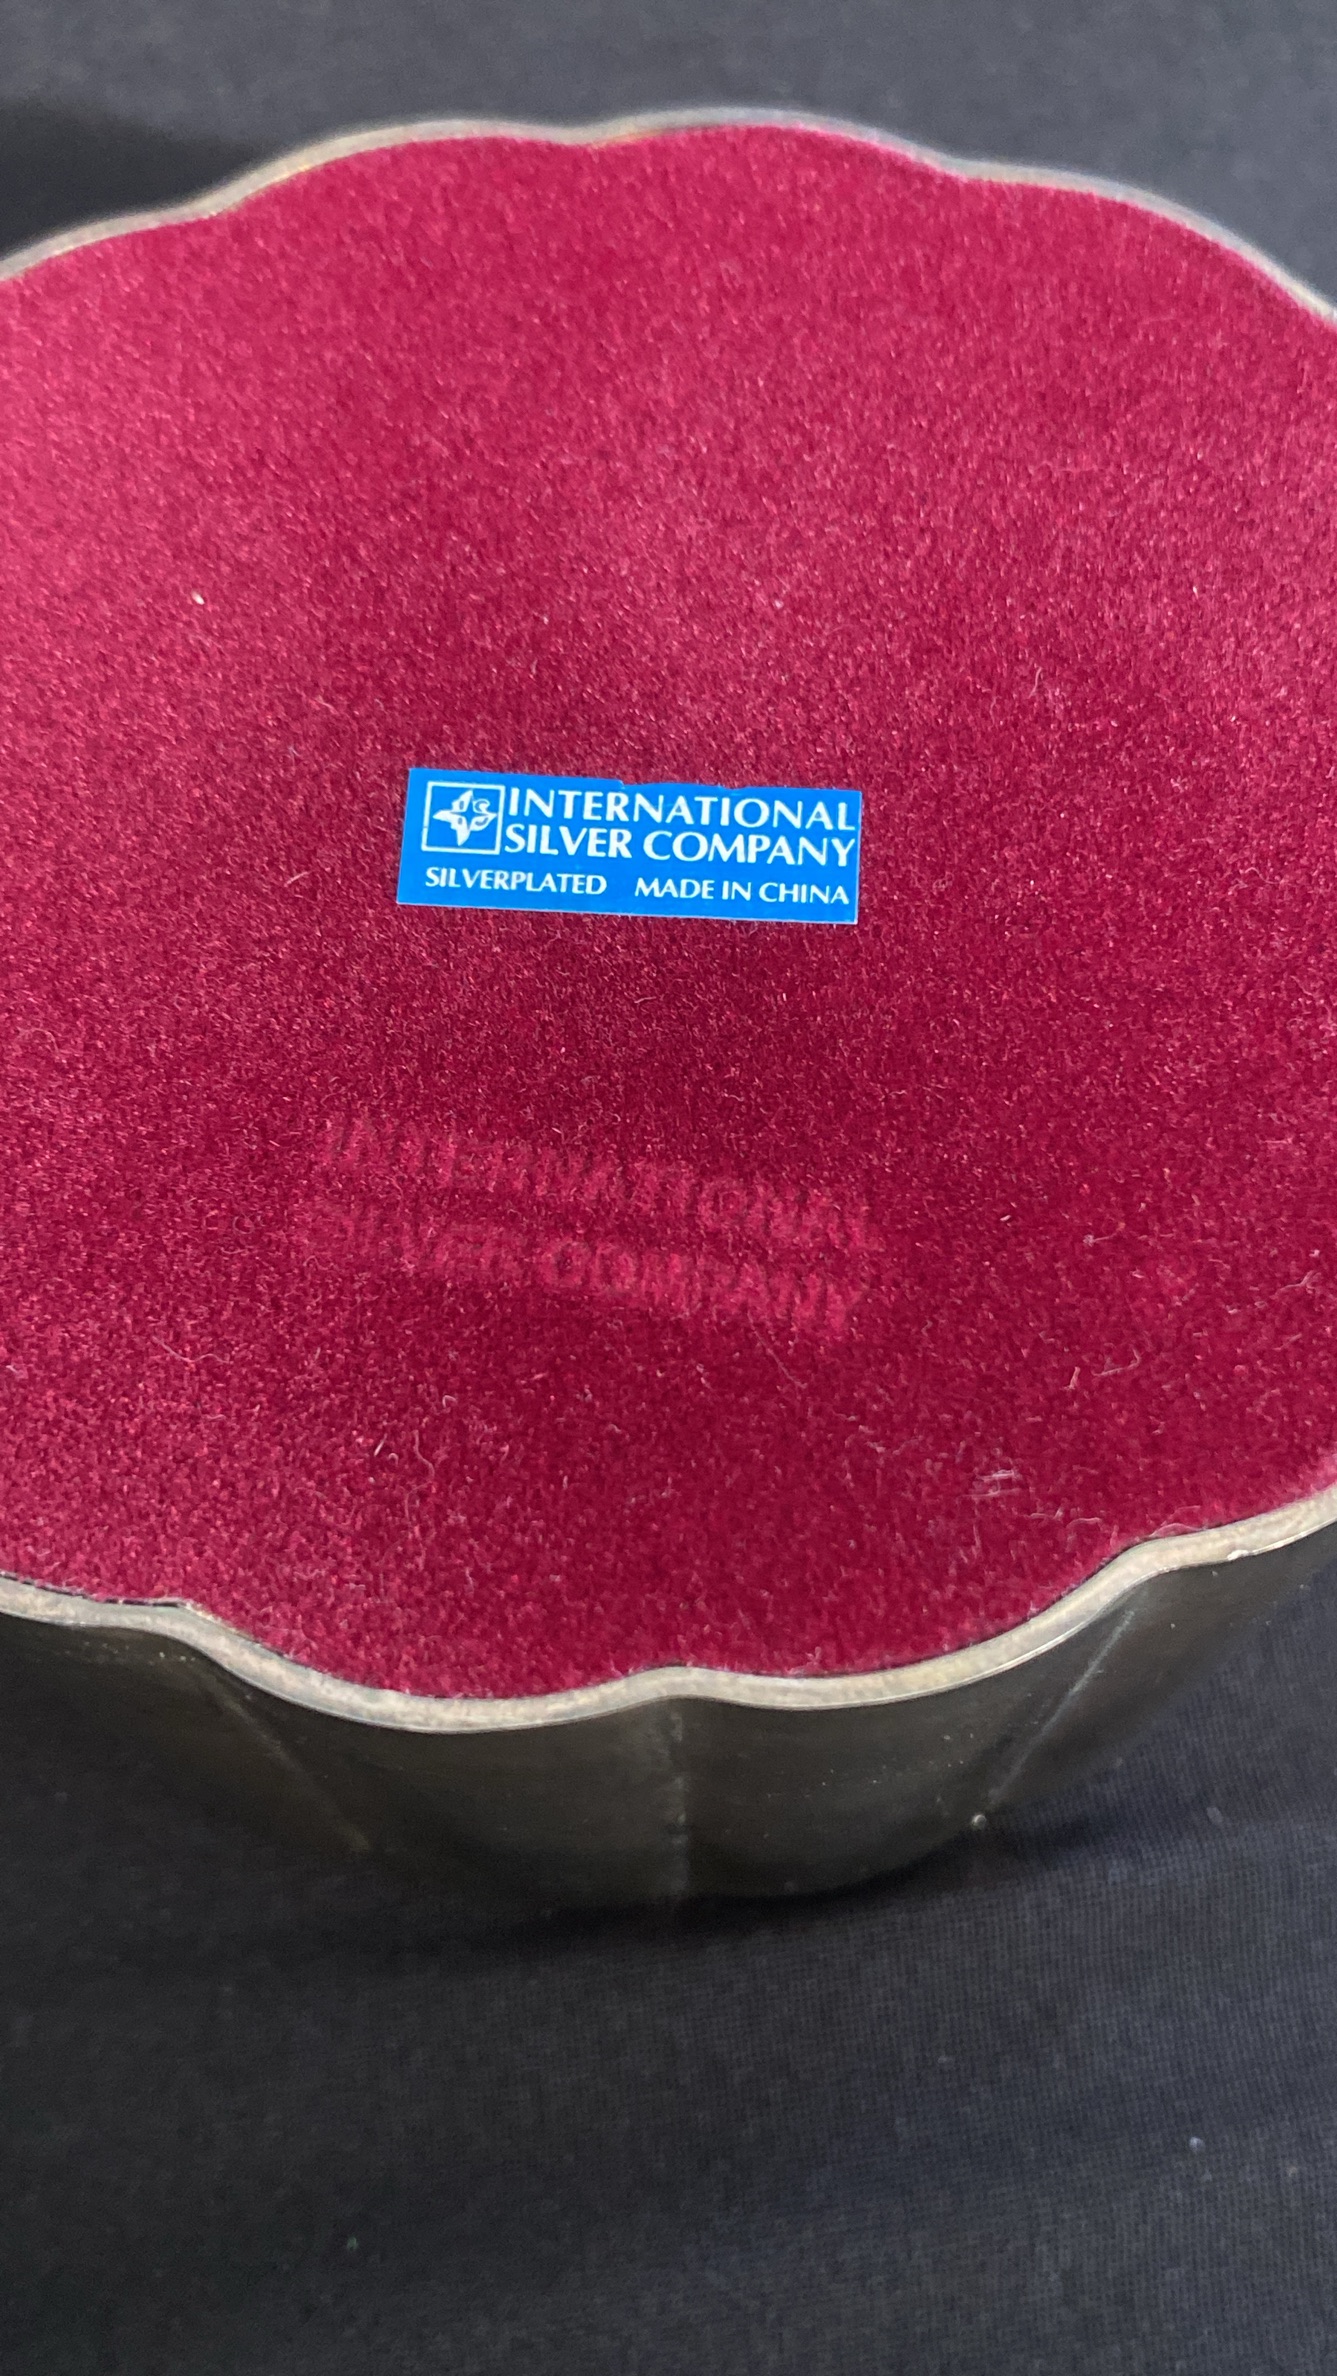 INTERNATIONAL
SILVER COMPANY
SILVERPLATED MADE IN CHINA
INTERNATIONAL
SILVER COMPANY